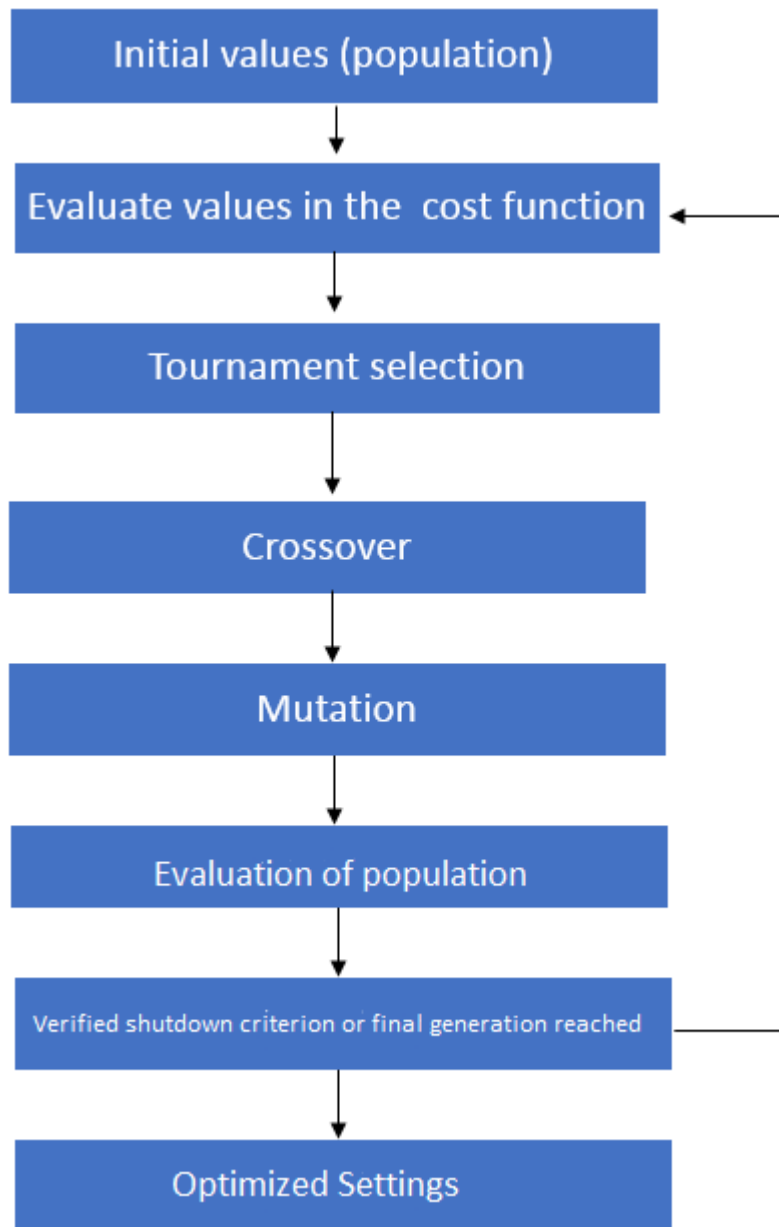 Initial values (population)
Evaluate values in the cost function
Tournament selection
Crossover
Mutation
Evaluation of population
Verified shutdown criterion or final generation reached
Optimized Settings